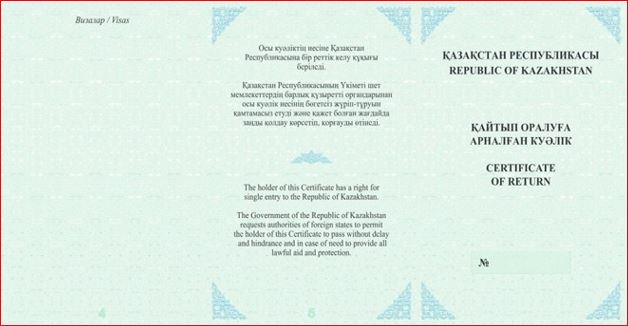 Визалар / Visas
4
Осы куәліктің иесіне Қазақстан
Республикасына бір реттік келу құқығы
беріледі.
Қазақстан Республикасының Үкіметі шет
мемлекеттердің барлық құзыретті органдарынан
осы куәлік иесінің бөгетсіз жүріп-тұруын
қамтамасыз етуді және қажет болған жағдайда
заңды қолдау көрсетіп, қорғауды өтінеді.
The holder of this Certificate has a right for
single entry to the Republic of Kazakhstan.
The Government of the Republic of Kazakhstan
requests authorities of foreign states to permit
the holder of this Certificate to pass without delay
and hindrance and in case of need to provide all
lawful aid and protection.
5
ҚАЗАҚСТАН РЕСПУБЛИКАСЫ
REPUBLIC OF KAZAKHSTAN
ҚАЙТЫП ОРАЛУҒА
АРНАЛҒАН КУӘЛІК
CERTIFICATE
OF RETURN
№